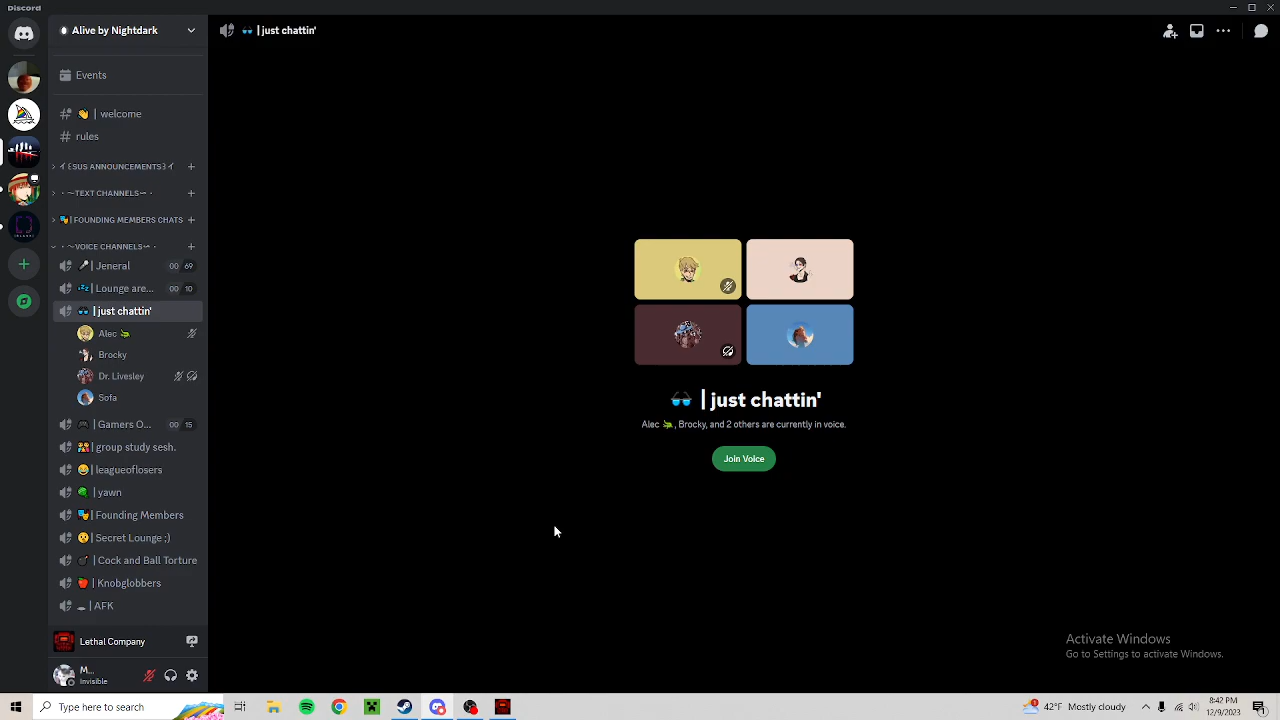 Discord
Alive by Nightdark
| just chattin'
Events
| welcome
rules
TEXT CHANNELS
| FOUNDING MEMBERS CHATS
VOICE CHANNELS
| General 00 69
| Lounge are... 00 10
| just chattin'
Alec
Brocky
Dr. Livesley
Sofa
| Gamers O... 00 15
| group study sesh.
| leagueoflosers
| yawn
| Founding Members
| Secret Lounge :)
| Cock and Ball Torture
| Knobgobbers
| AFK
Lethal Company
M...
Invisible
| just chattin'
Alec , Brocky, and 2 others are currently in voice.
Join Voice
Activate Windows
Go to Settings to activate Windows.
Type here to search
42°F Mostly cloudy
8:42 PM
12/9/2023